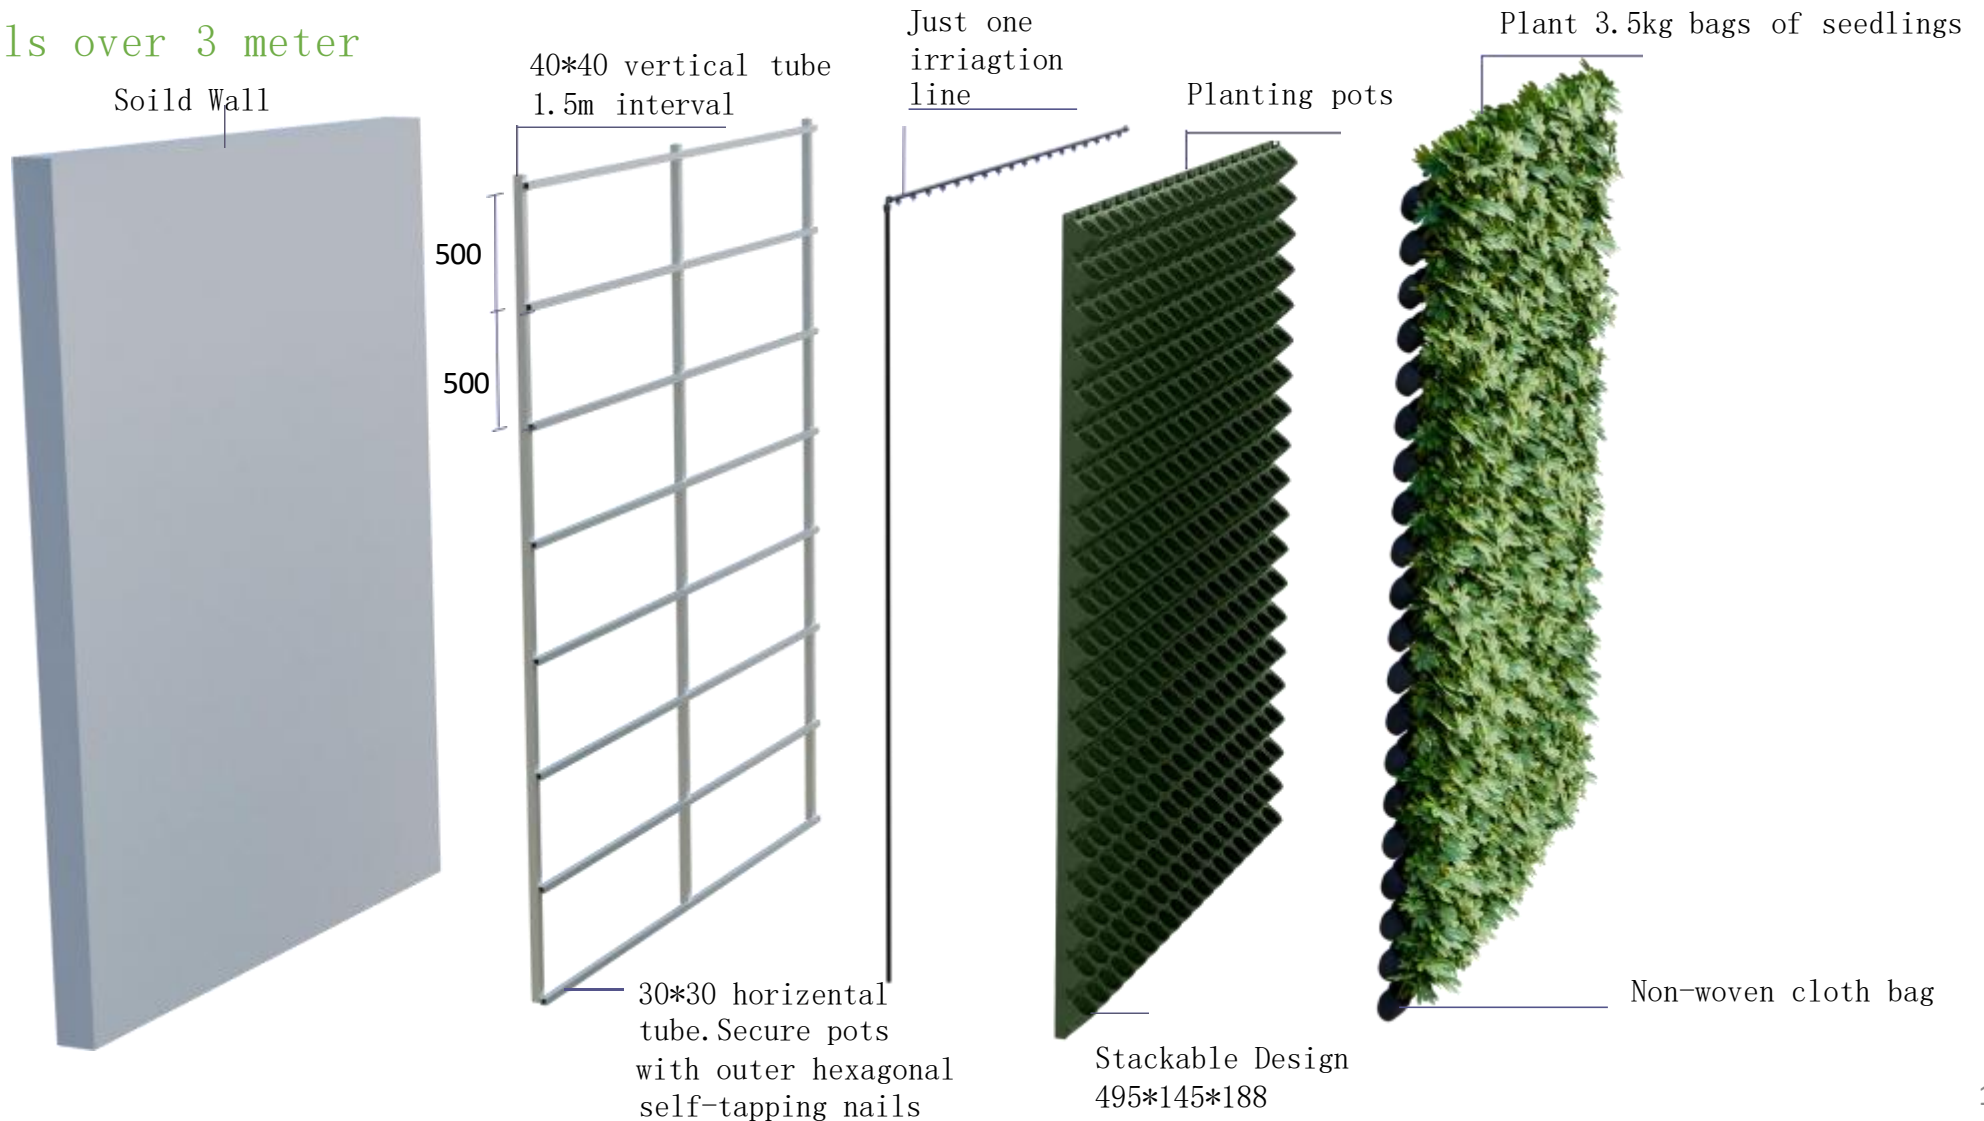 ls over 3 meter
Soild Wall
40*40 vertical tube
1.5m interval
500
500
30*30 horizental
tube.Secure pots
with outer hexagonal
self-tapping nails
Just one
irriagtion
line
Planting pots
Stackable Design
495*145*188
Plant 3.5kg bags of seedlings
Non-woven cloth bag